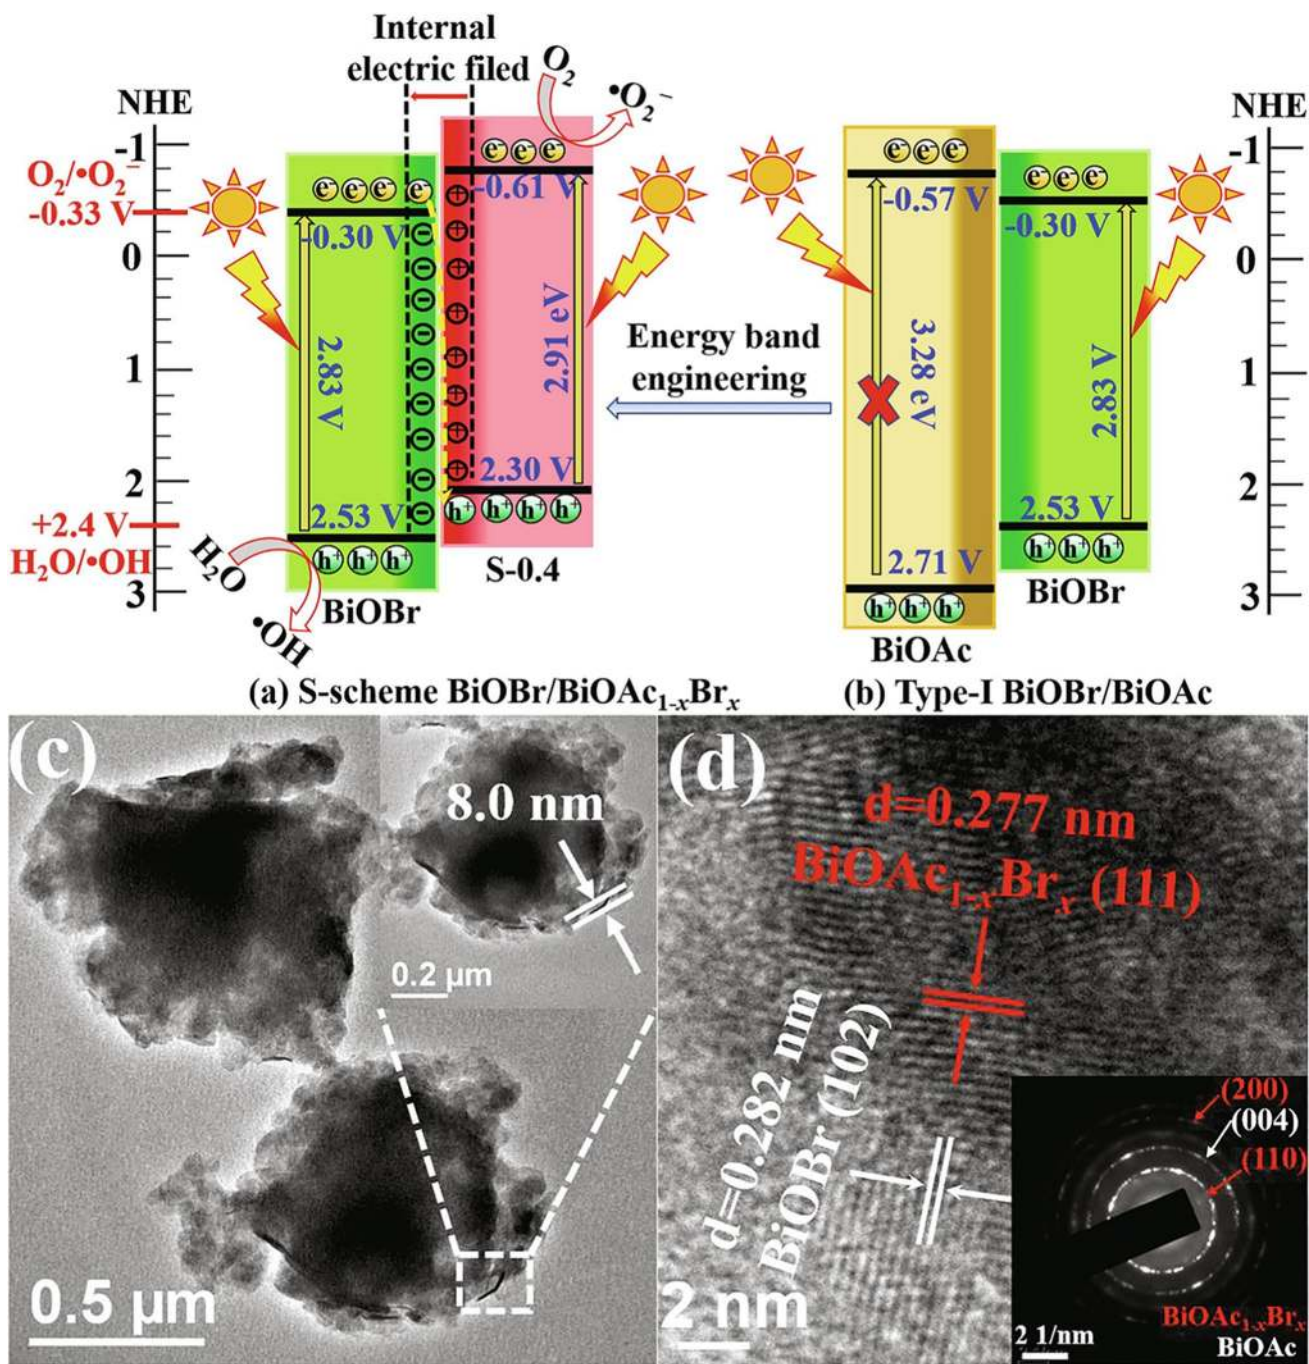 Internal
electric filed
NHE
-1
O₂/•O₂⁻
-0.33 V
0
1
2
+2.4 V
H₂O/•OH
3
e⁻ e⁻ e⁻ e⁻
-0.30 V
2.83 V
2.53 V
h⁺ h⁺ h⁺
BiOBr
H₂O
•OH
O₂
•O₂⁻
e⁻ e⁻ e⁻
-0.61 V
2.91 eV
2.30 V
h⁺ h⁺ h⁺ h⁺
S-0.4
(a) S-scheme BiOBr/BiOAc₁₋ₓBrₓ
Energy band
engineering
e⁻ e⁻ e⁻
-0.57 V
3.28 eV
2.71 V
h⁺ h⁺ h⁺
BiOAc
e⁻ e⁻ e⁻
-0.30 V
2.83 V
2.53 V
h⁺ h⁺ h⁺
BiOBr
NHE
-1
0
1
2
3
(b) Type-I BiOBr/BiOAc
(c)
8.0 nm
0.2 μm
0.5 μm
(d)
d=0.277 nm
BiOAc₁₋ₓBrₓ (111)
d=0.282 nm
BiOBr (102)
2 nm
(200)
(004)
(110)
BiOAc₁₋ₓBrₓ
BiOAc
2 1/nm